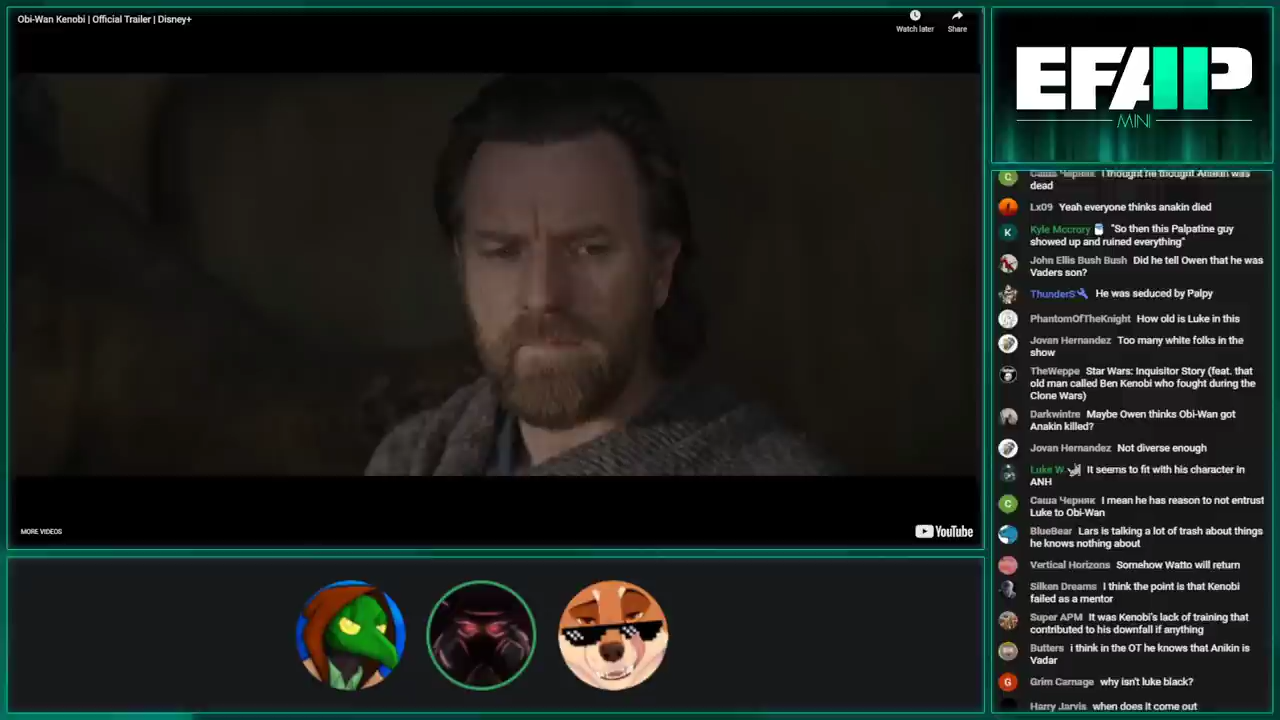 Obi-Wan Kenobi | Official Trailer | Disney+
Watch later
Share
MORE VIDEOS
YouTube
EFAP
MINI
Саша Черняк I thought he thought Anakin was
dead
Lx09 Yeah everyone thinks anakin died
Kyle Mccrory "So then this Palpatine guy
showed up and ruined everything"
John Ellis Bush Bush Did he tell Owen that he was
Vaders son?
ThunderS He was seduced by Palpy
PhantomOfTheKnight How old is Luke in this
Jovan Hernandez Too many white folks in the
show
TheWeppe Star Wars: Inquisitor Story (feat. that
old man called Ben Kenobi who fought during the
Clone Wars)
Darkwintre Maybe Owen thinks Obi-Wan got
Anakin killed?
Jovan Hernandez Not diverse enough
Luke W. It seems to fit with his character in
ANH
Саша Черняк I mean he has reason to not entrust
Luke to Obi-Wan
BlueBear Lars is talking a lot of trash about things
he knows nothing about
Vertical Horizons Somehow Watto will return
Silken Dreams I think the point is that Kenobi
failed as a mentor
Super APM It was Kenobi's lack of training that
contributed to his downfall if anything
Butters i think in the OT he knows that Anikin is
Vadar
Grim Carnage why isn't luke black?
Harry Jarvis when does it come out